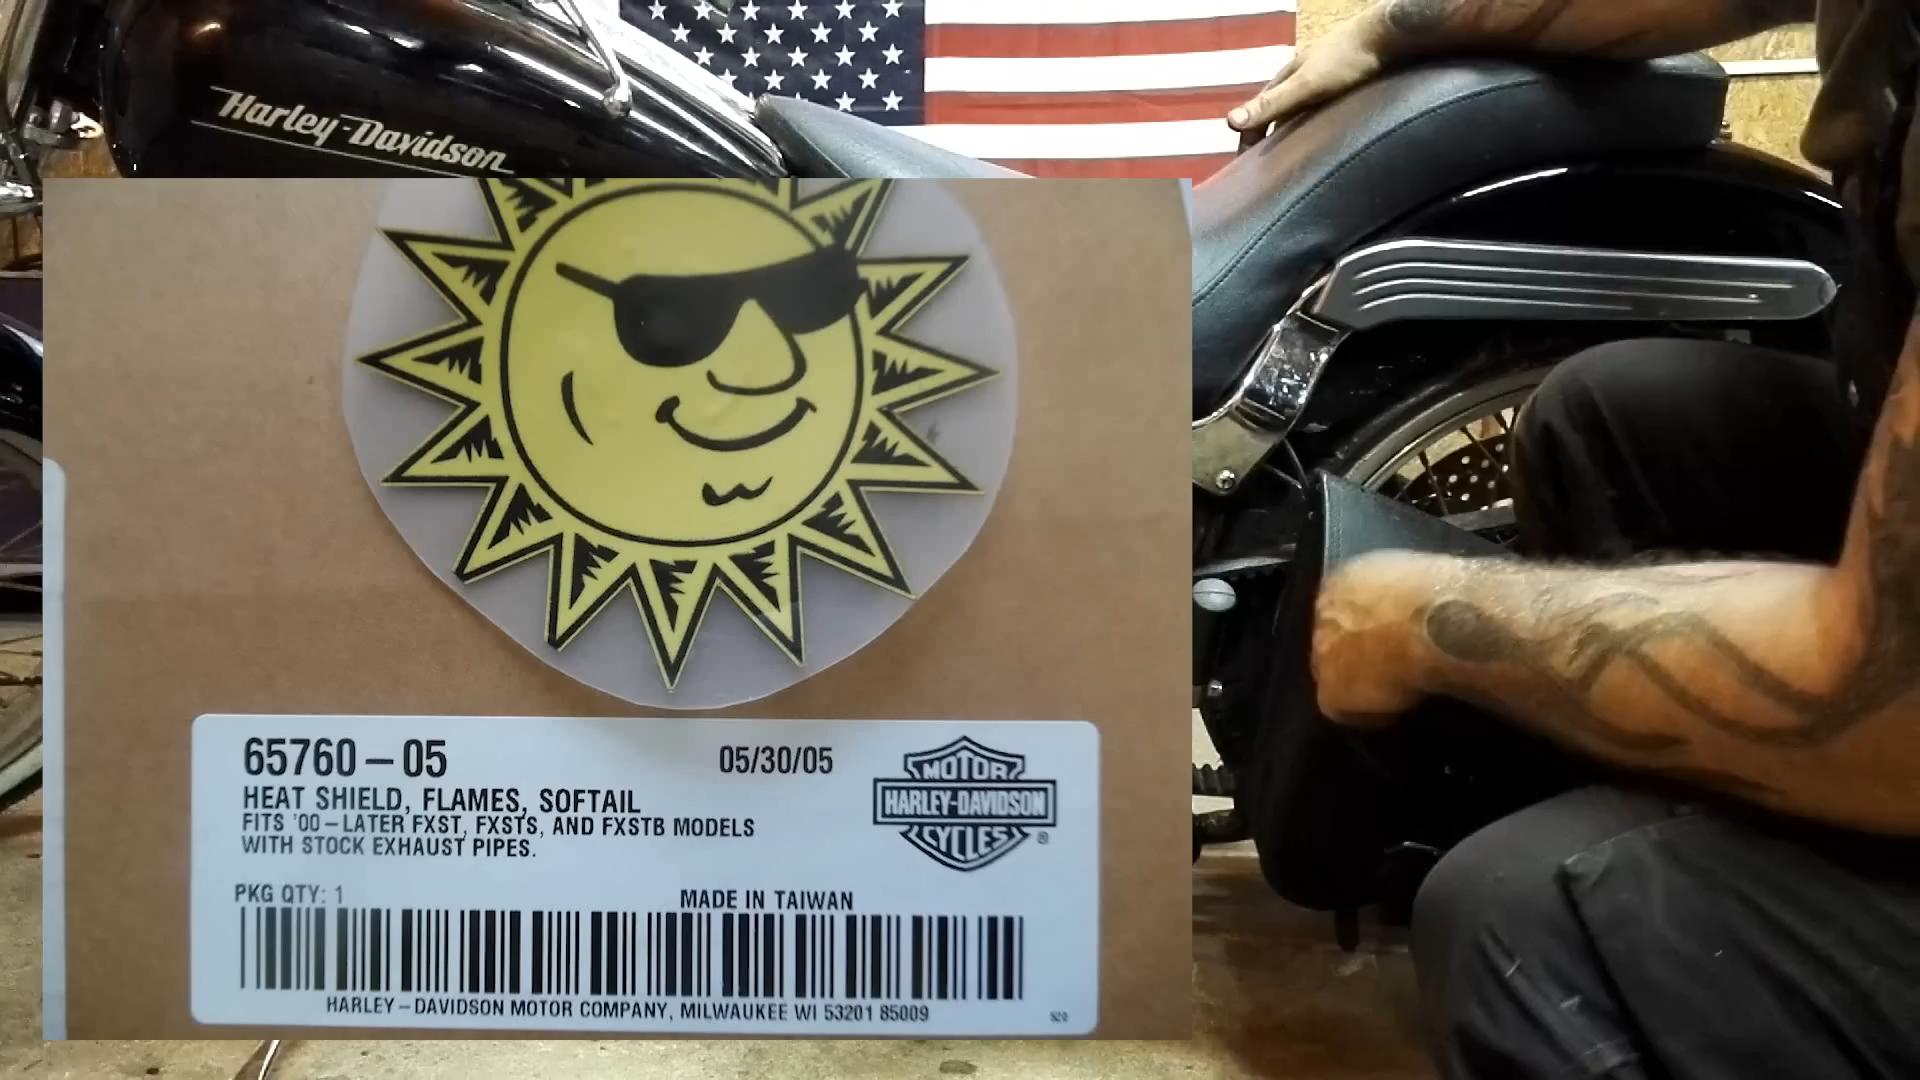 Harley-Davidson
65760-05
05/30/05
HEAT SHIELD, FLAMES, SOFTAIL
FITS '00-LATER FXST, FXSTS, AND FXSTB MODELS
WITH STOCK EXHAUST PIPES.
MOTOR
HARLEY-DAVIDSON
CYCLES
®
PKG QTY: 1
MADE IN TAIWAN
HARLEY-DAVIDSON MOTOR COMPANY, MILWAUKEE WI 53201 85009